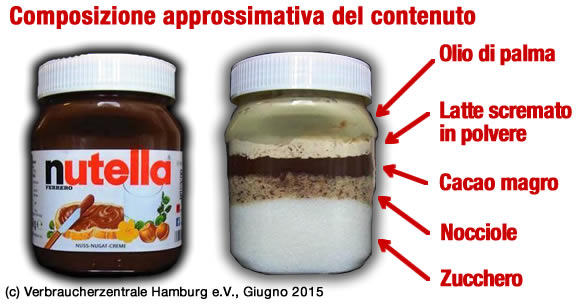 Composizione approssimativa del contenuto
Olio di palma
Latte scremato
in polvere
Cacao magro
Nocciole
Zucchero
nutella
FERRERO
NUSS-NUGAT-CREME
(c) Verbraucherzentrale Hamburg e.V., Giugno 2015